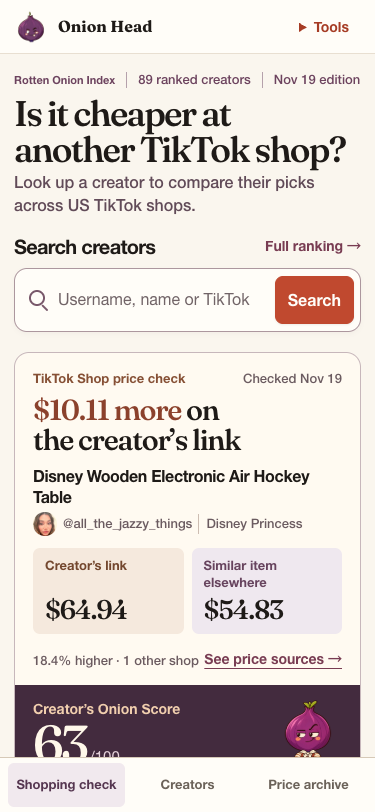 Onion Head
▶ Tools
Rotten Onion Index | 89 ranked creators | Nov 19 edition
Is it cheaper at
another TikTok shop?
Look up a creator to compare their picks
across US TikTok shops.
Search creators
Full ranking →
Username, name or TikTok
Search
TikTok Shop price check
Checked Nov 19
$10.11 more on
the creator’s link
Disney Wooden Electronic Air Hockey
Table
@all_the_jazzy_things | Disney Princess
Creator’s link
$64.94
Similar item
elsewhere
$54.83
18.4% higher · 1 other shop
See price sources →
Creator’s Onion Score
63/100
Shopping check
Creators
Price archive